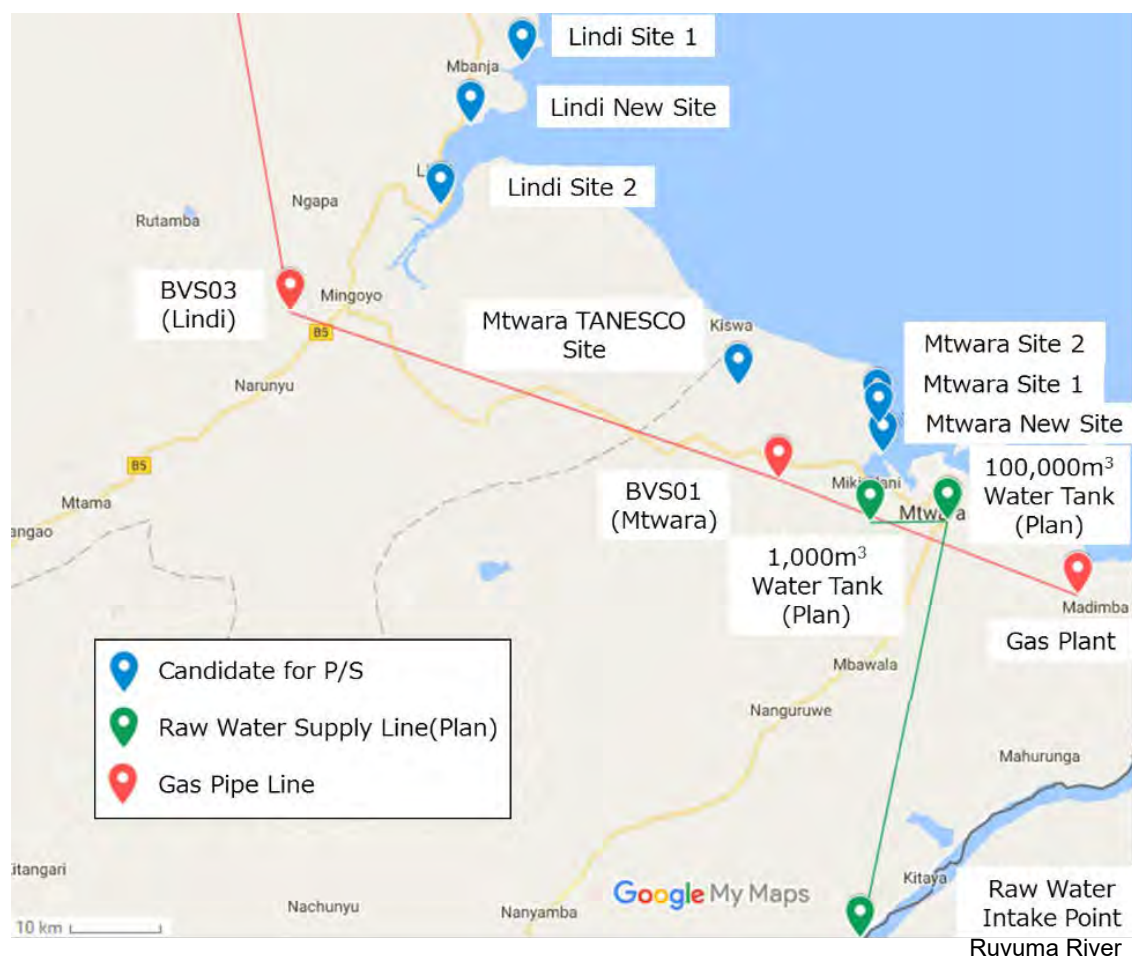 Lindi Site 1
Mbanja
Lindi New Site
Lindi Site 2
Ngapa
Rutamba
BVS03
(Lindi)
Mingoyo
B5
Mtwara TANESCO
Site
Kiswa
Mtwara Site 2
Mtwara Site 1
Mtwara New Site
Narunyu
B5
Mtama
BVS01
(Mtwara)
100,000m³
Water Tank
(Plan)
1,000m³
Water Tank
(Plan)
Madimba
Gas Plant
Candidate for P/S
Raw Water Supply Line(Plan)
Gas Pipe Line
Mbawala
Nanguruwe
Mahurunga
Kitaya
Nachunyu
Nanyamba
Google My Maps
10 km
Raw Water
Intake Point
Ruvuma River